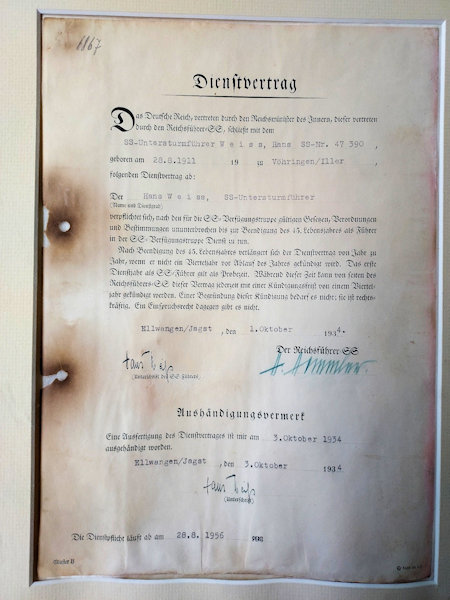 1167
Dienstvertrag
Das Deutsche Reich, vertreten durch den Reichsminister des Innern, dieser vertreten
durch den Reichsführer-SS, schließt mit dem
SS-Untersturmführer W e i s s, Hans SS-Nr. 47 390 ,
geboren am 28.8.1911 19 in Vöhringen/Iller ,
folgenden Dienstvertrag ab:
Der Hans W e i s s, SS-Untersturmführer
(Name und Dienstgrad)
verpflichtet sich, nach den für die SS-Verfügungstruppe gültigen Gesetzen, Verordnungen
und Bestimmungen ununterbrochen bis zur Beendigung des 45. Lebensjahres als Führer
in der SS-Verfügungstruppe Dienst zu tun.
Nach Beendigung des 45. Lebensjahres verlängert sich der Dienstvertrag von Jahr zu
Jahr, wenn er nicht ein Vierteljahr vor Ablauf des Jahres gekündigt wird. Das erste
Dienstjahr als SS-Führer gilt als Probezeit. Während dieser Zeit kann von seiten des
Reichsführers-SS dieser Vertrag jederzeit mit einer Kündigungsfrist von einem Viertel-
jahr gekündigt werden. Einer Begründung dieser Kündigung bedarf es nicht; sie ist rechts-
kräftig. Ein Einspruchsrecht dagegen gibt es nicht.
Ellwangen/Jagst , den 1.Oktober 1934.
Der Reichsführer SS
Hans Weiß H. Himmler.
(Unterschrift des SS-Führers)
Aushändigungsvermerk
Eine Ausfertigung des Dienstvertrages ist mir am 3.Oktober 1934
ausgehändigt worden.
Ellwangen/Jagst , den 3.Oktober 1934
Hans Weiß
(Unterschrift)
Die Dienstpflicht läuft ab am 28.8.1956
Muster B